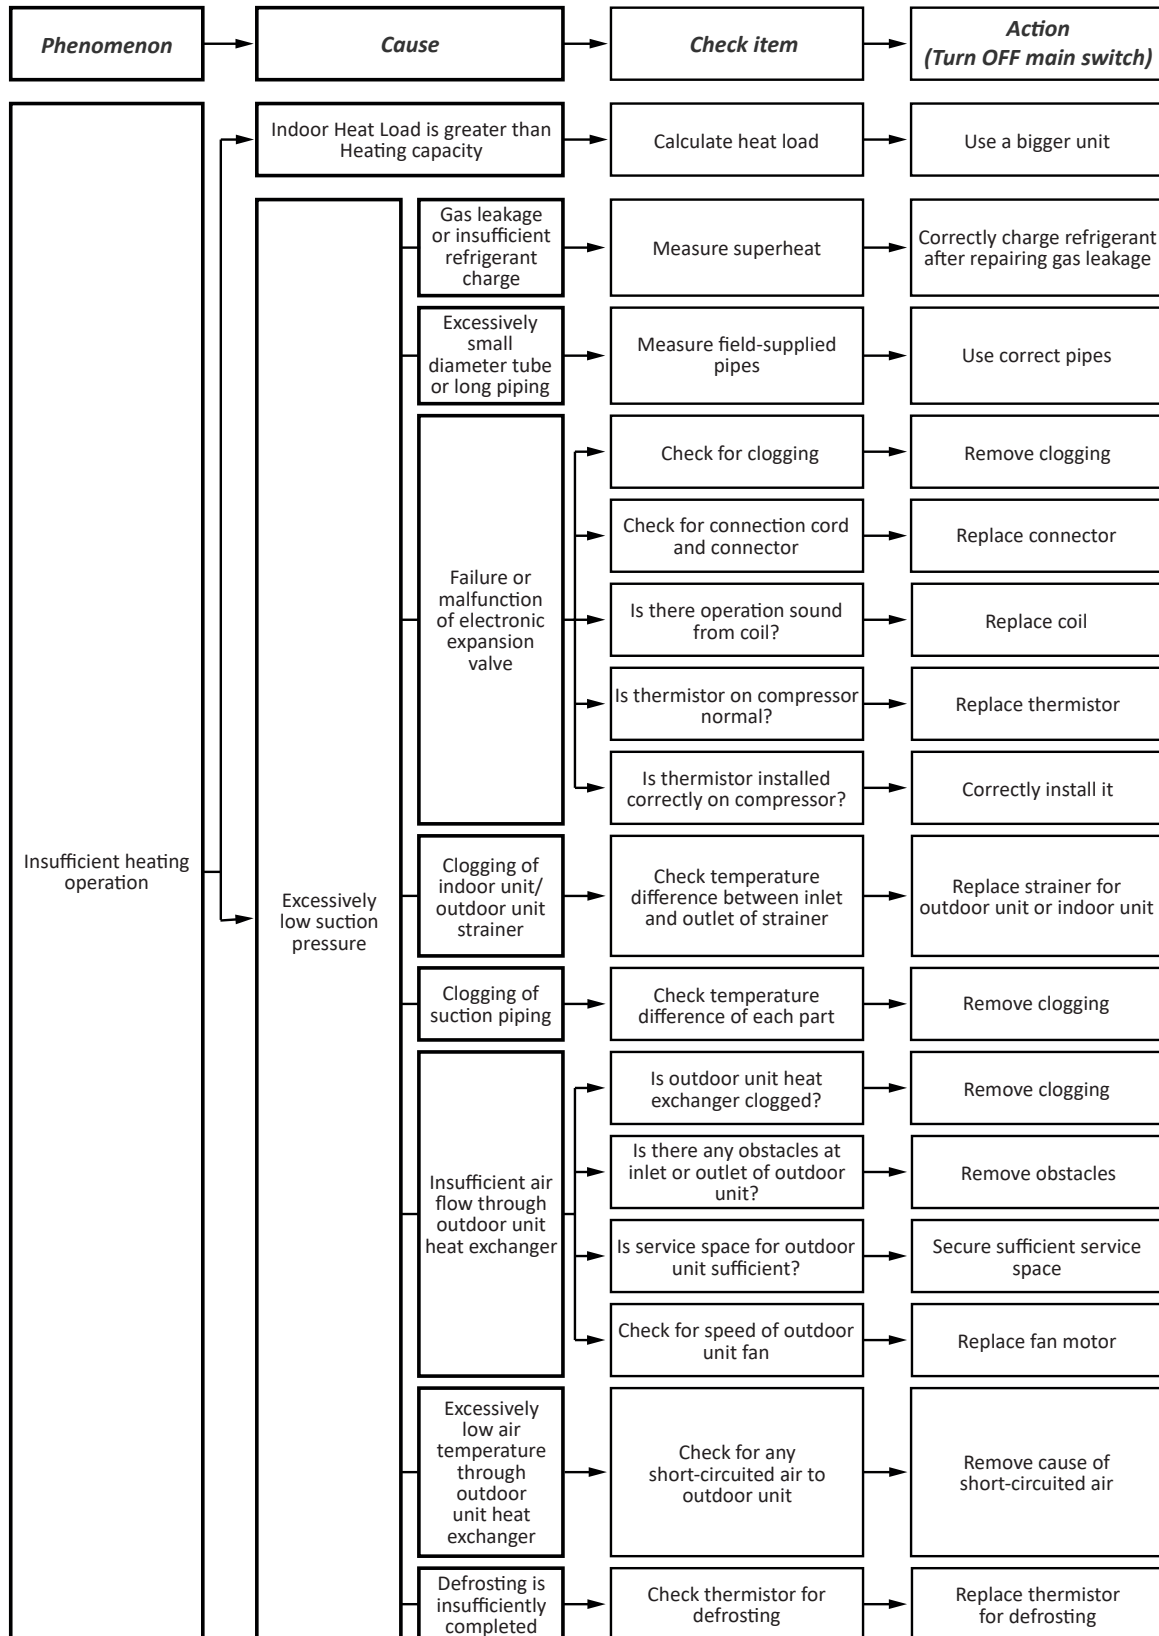 Phenomenon
Cause
Check item
Action
(Turn OFF main switch)
Insufficient heating
operation
Indoor Heat Load is greater than
Heating capacity
Calculate heat load
Use a bigger unit
Excessively
low suction
pressure
Gas leakage
or insufficient
refrigerant
charge
Measure superheat
Correctly charge refrigerant
after repairing gas leakage
Excessively
small
diameter tube
or long piping
Measure field-supplied
pipes
Use correct pipes
Failure or
malfunction
of electronic
expansion
valve
Check for clogging
Remove clogging
Check for connection cord
and connector
Replace connector
Is there operation sound
from coil?
Replace coil
Is thermistor on compressor
normal?
Replace thermistor
Is thermistor installed
correctly on compressor?
Correctly install it
Clogging of
indoor unit/
outdoor unit
strainer
Check temperature
difference between inlet
and outlet of strainer
Replace strainer for
outdoor unit or indoor unit
Clogging of
suction piping
Check temperature
difference of each part
Remove clogging
Insufficient air
flow through
outdoor unit
heat exchanger
Is outdoor unit heat
exchanger clogged?
Remove clogging
Is there any obstacles at
inlet or outlet of outdoor
unit?
Remove obstacles
Is service space for outdoor
unit sufficient?
Secure sufficient service
space
Check for speed of outdoor
unit fan
Replace fan motor
Excessively
low air
temperature
through
outdoor
unit heat
exchanger
Check for any
short-circuited air to
outdoor unit
Remove cause of
short-circuited air
Defrosting is
insufficiently
completed
Check thermistor for
defrosting
Replace thermistor
for defrosting